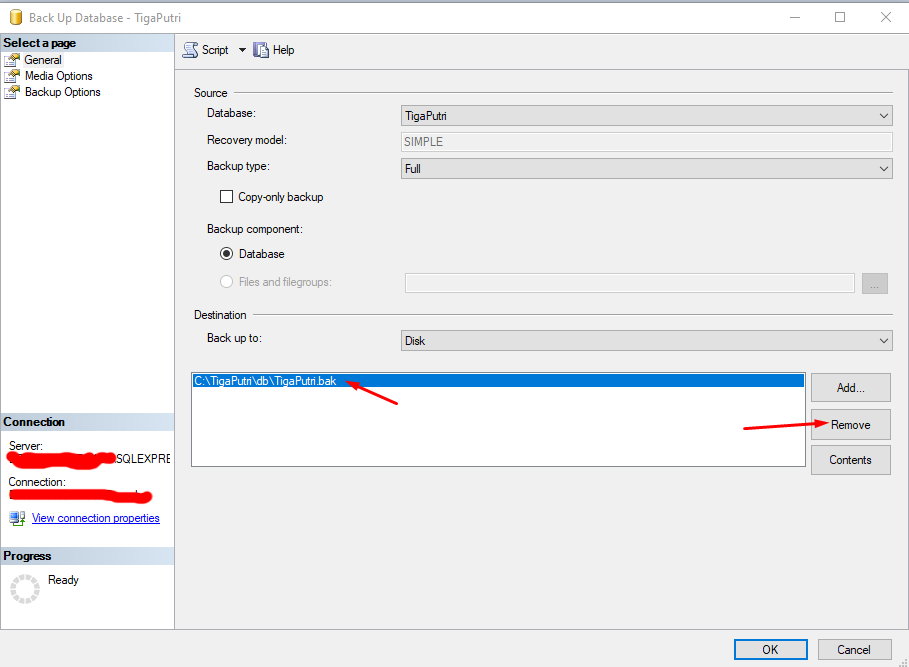 Back Up Database - TigaPutri
Select a page
General
Media Options
Backup Options
Script
Help
Source
Database:
TigaPutri
Recovery model:
SIMPLE
Backup type:
Full
Copy-only backup
Backup component:
Database
Files and filegroups:
...
Destination
Back up to:
Disk
C:\TigaPutri\db\TigaPutri.bak
Add...
Remove
Contents
Connection
Server:
SQLEXPRE
Connection:
View connection properties
Progress
Ready
OK
Cancel